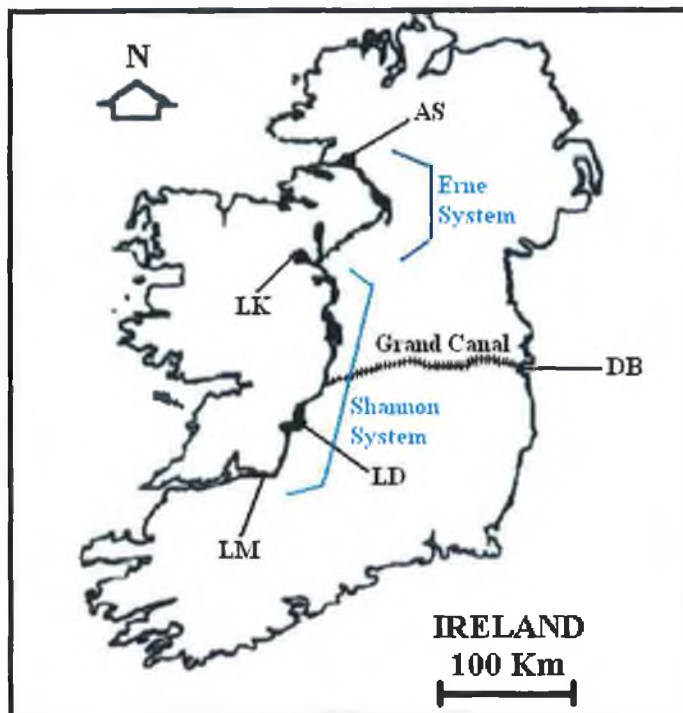 N
AS
Erne
System
LK
Grand Canal
DB
Shannon
System
LD
LM
IRELAND
100 Km